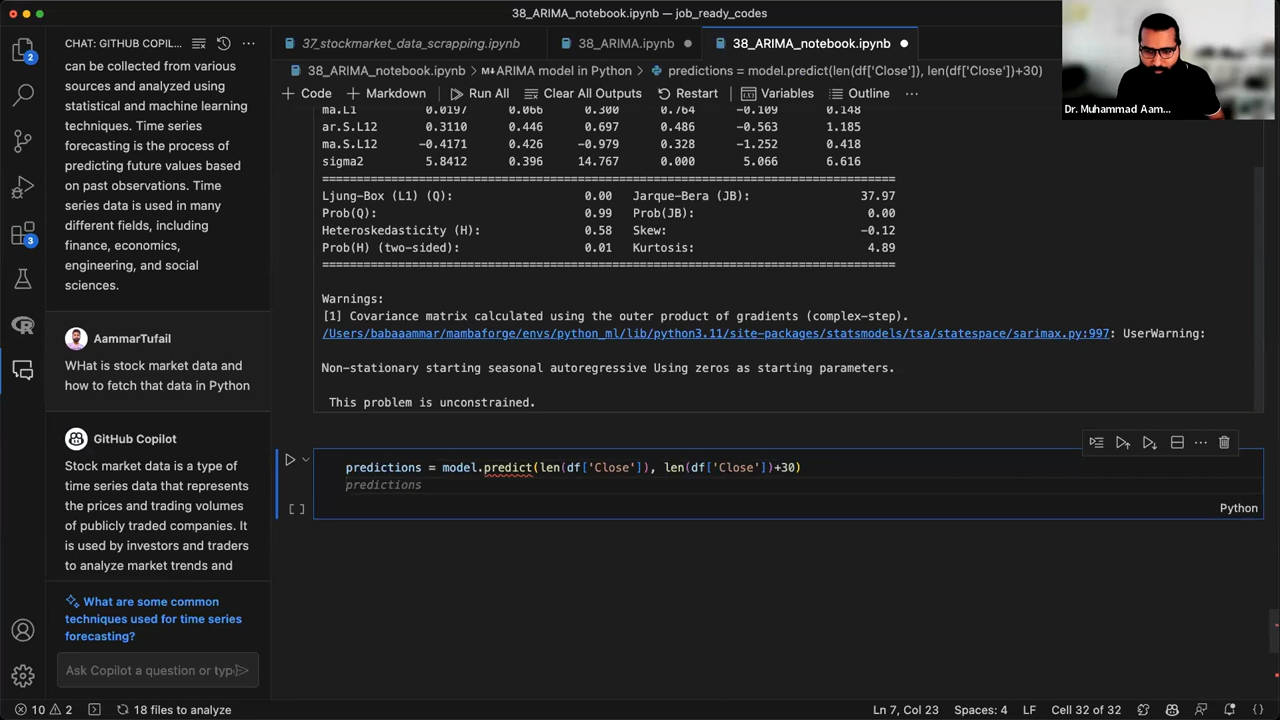 38_ARIMA_notebook.ipynb — job_ready_codes
CHAT: GITHUB COPIL...
37_stockmarket_data_scrapping.ipynb
38_ARIMA.ipynb
38_ARIMA_notebook.ipynb
38_ARIMA_notebook.ipynb > M↓ARIMA model in Python > predictions = model.predict(len(df['Close'), len(df['Close'])+30)
+ Code + Markdown Run All Clear All Outputs Restart Variables Outline ...
Dr. Muhammad Aam...
2
3
can be collected from various
sources and analyzed using
statistical and machine learning
techniques. Time series
forecasting is the process of
predicting future values based
on past observations. Time
series data is used in many
different fields, including
finance, economics,
engineering, and social
sciences.
AammarTufail
WHat is stock market data and
how to fetch that data in Python
GitHub Copilot
Stock market data is a type of
time series data that represents
the prices and trading volumes
of publicly traded companies. It
is used by investors and traders
to analyze market trends and
What are some common
techniques used for time series
forecasting?
Ask Copilot a question or type
ma.L1 0.0197 0.066 0.300 0.764 -0.109 0.148
ar.S.L12 0.3110 0.446 0.697 0.486 -0.563 1.185
ma.S.L12 -0.4171 0.426 -0.979 0.328 -1.252 0.418
sigma2 5.8412 0.396 14.767 0.000 5.066 6.616
===================================================================================
Ljung-Box (L1) (Q): 0.00 Jarque-Bera (JB): 37.97
Prob(Q): 0.99 Prob(JB): 0.00
Heteroskedasticity (H): 0.58 Skew: -0.12
Prob(H) (two-sided): 0.01 Kurtosis: 4.89
===================================================================================
Warnings:
[1] Covariance matrix calculated using the outer product of gradients (complex-step).
/Users/babaaammar/mambaforge/envs/python_ml/lib/python3.11/site-packages/statsmodels/tsa/statespace/sarimax.py:997: UserWarning:
Non-stationary starting seasonal autoregressive Using zeros as starting parameters.
This problem is unconstrained.
predictions = model.predict(len(df['Close']), len(df['Close'])+30)
predictions
[ ]
Python
10 2 18 files to analyze
Ln 7, Col 23 Spaces: 4 LF Cell 32 of 32